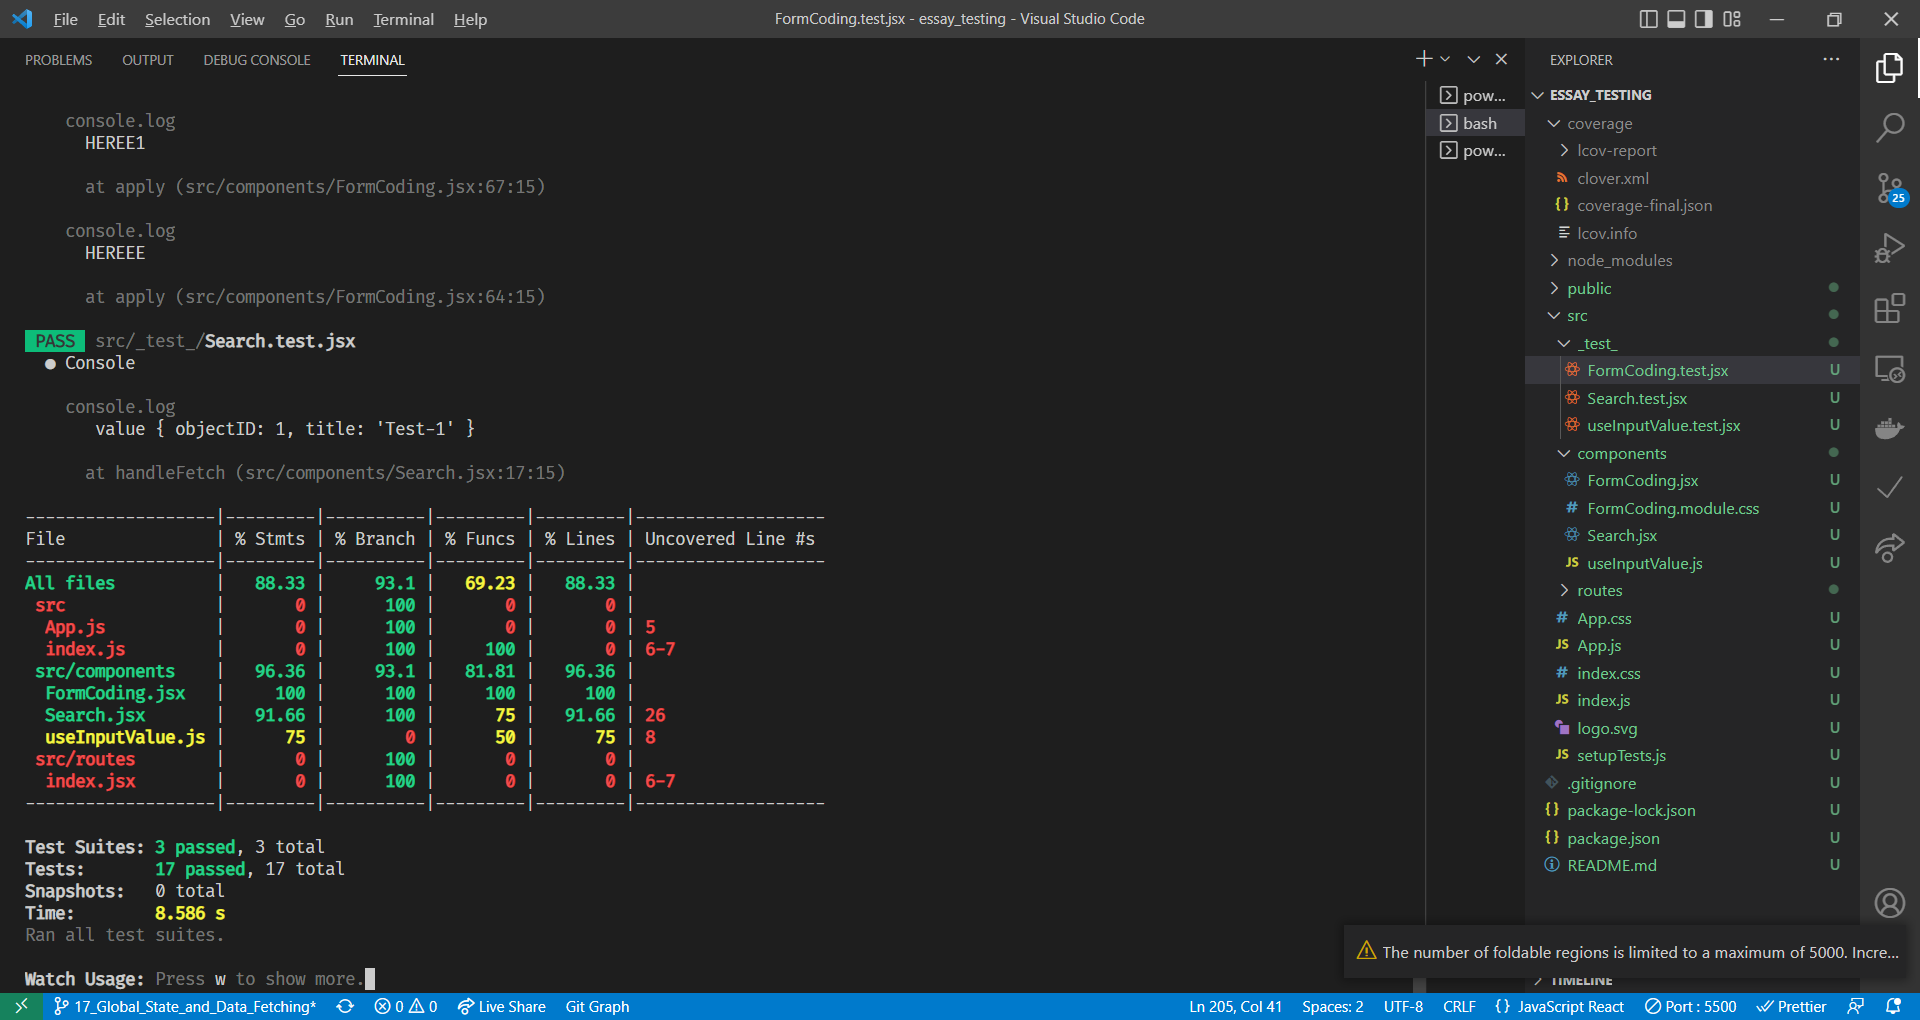 File Edit Selection View Go Run Terminal Help
FormCoding.test.jsx - essay_testing - Visual Studio Code
PROBLEMS OUTPUT DEBUG CONSOLE TERMINAL
console.log
HEREE1
at apply (src/components/FormCoding.jsx:67:15)
console.log
HEREEE
at apply (src/components/FormCoding.jsx:64:15)
PASS src/_test_/Search.test.jsx
● Console
console.log
value { objectID: 1, title: 'Test-1' }
at handleFetch (src/components/Search.jsx:17:15)
-------------------|---------|----------|---------|---------|-------------------
File | % Stmts | % Branch | % Funcs | % Lines | Uncovered Line #s
-------------------|---------|----------|---------|---------|-------------------
All files | 88.33 | 93.1 | 69.23 | 88.33 |
src | 0 | 100 | 0 | 0 |
App.js | 0 | 100 | 0 | 0 | 5
index.js | 0 | 100 | 100 | 0 | 6-7
src/components | 96.36 | 93.1 | 81.81 | 96.36 |
FormCoding.jsx | 100 | 100 | 100 | 100 |
Search.jsx | 91.66 | 100 | 75 | 91.66 | 26
useInputValue.js | 75 | 0 | 50 | 75 | 8
src/routes | 0 | 100 | 0 | 0 |
index.jsx | 0 | 100 | 0 | 0 | 6-7
-------------------|---------|----------|---------|---------|-------------------
Test Suites: 3 passed, 3 total
Tests: 17 passed, 17 total
Snapshots: 0 total
Time: 8.586 s
Ran all test suites.
Watch Usage: Press w to show more.
pow...
bash
pow...
EXPLORER ...
ESSAY_TESTING
coverage
lcov-report
clover.xml
{} coverage-final.json
lcov.info
node_modules
public
src
_test_
FormCoding.test.jsx U
Search.test.jsx U
useInputValue.test.jsx U
components
FormCoding.jsx U
# FormCoding.module.css U
Search.jsx U
JS useInputValue.js U
routes
# App.css U
JS App.js U
# index.css U
JS index.js U
logo.svg U
JS setupTests.js U
.gitignore U
{} package-lock.json U
{} package.json U
README.md U
TIMELINE
25
The number of foldable regions is limited to a maximum of 5000. Incre...
17_Global_State_and_Data_Fetching* 0 0 Live Share Git Graph
Ln 205, Col 41 Spaces: 2 UTF-8 CRLF {} JavaScript React Port : 5500 Prettier